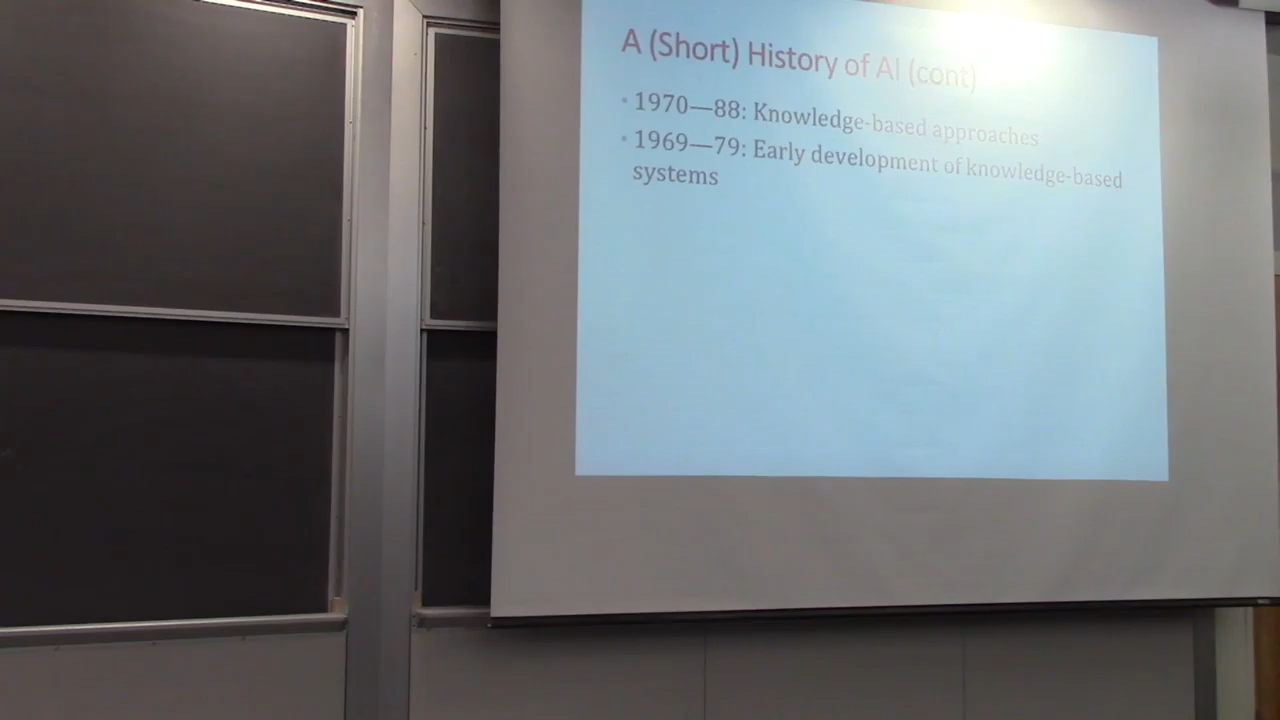 A (Short) History of AI (cont)
• 1970—88: Knowledge-based approaches
• 1969—79: Early development of knowledge-based
systems